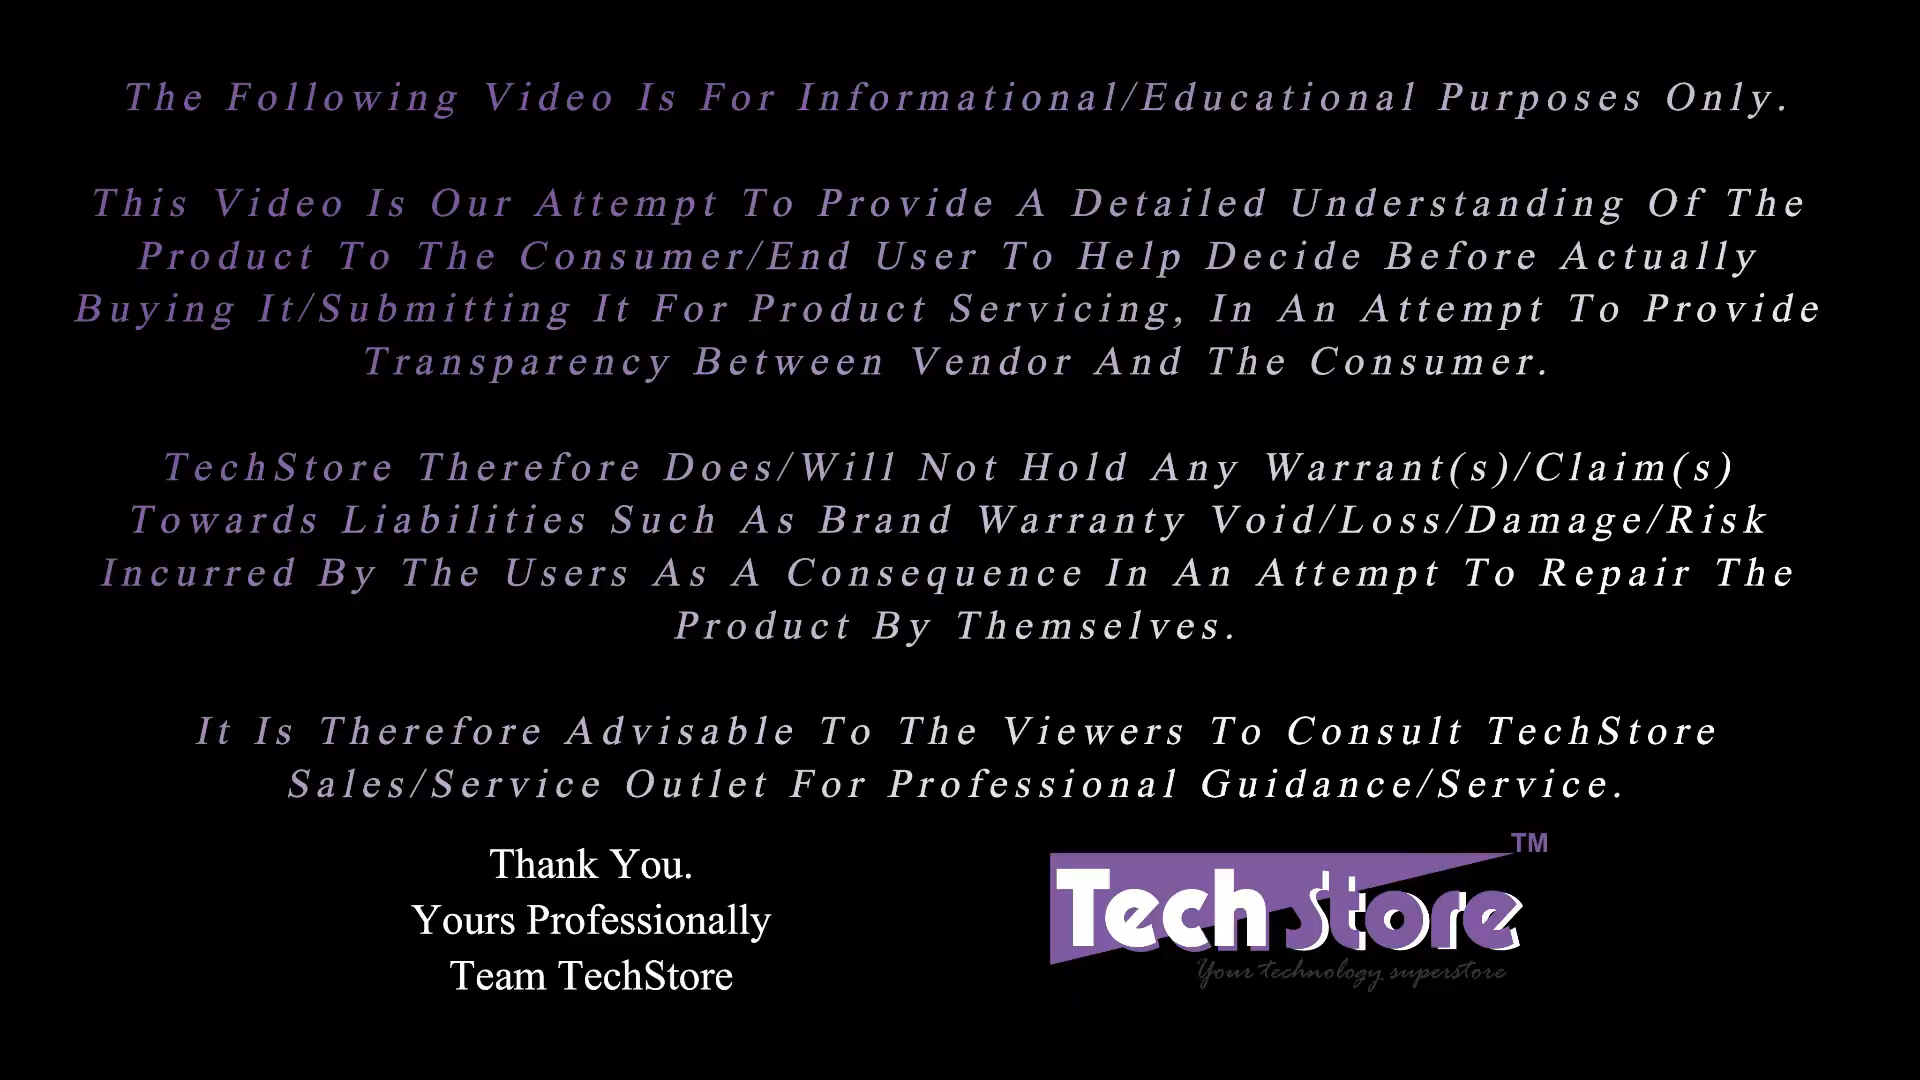 The Following Video Is For Informational/Educational Purposes Only.
This Video Is Our Attempt To Provide A Detailed Understanding Of The
Product To The Consumer/End User To Help Decide Before Actually
Buying It/Submitting It For Product Servicing, In An Attempt To Provide
Transparency Between Vendor And The Consumer.
TechStore Therefore Does/Will Not Hold Any Warrant(s)/Claim(s)
Towards Liabilities Such As Brand Warranty Void/Loss/Damage/Risk
Incurred By The Users As A Consequence In An Attempt To Repair The
Product By Themselves.
It Is Therefore Advisable To The Viewers To Consult TechStore
Sales/Service Outlet For Professional Guidance/Service.
Thank You.
Yours Professionally
Team TechStore
TM
Tech Store
Your technology superstore